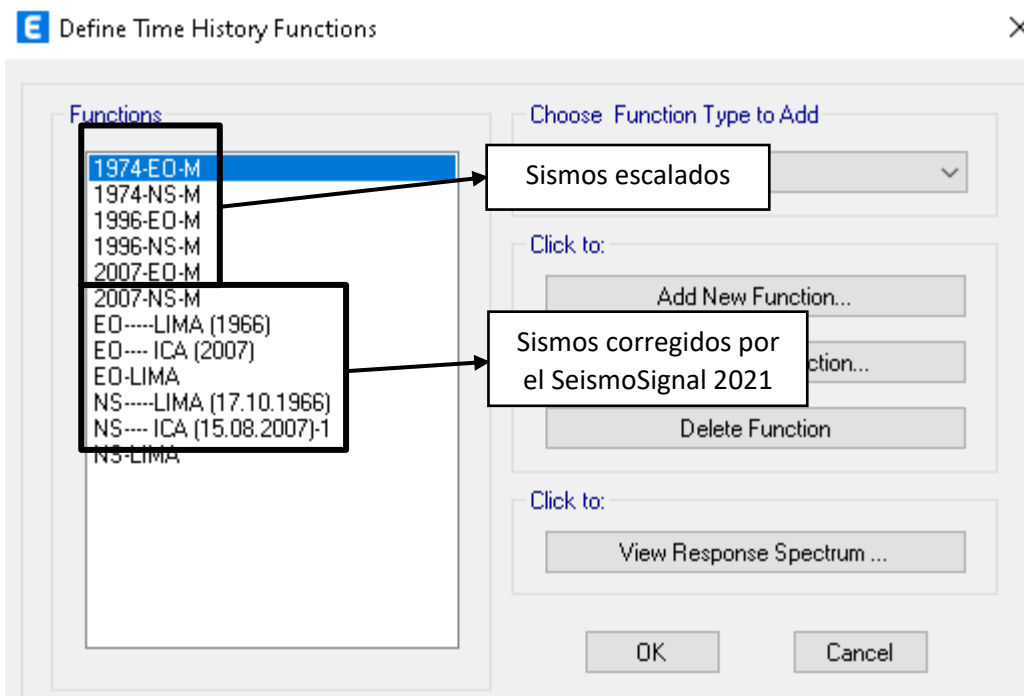 E Define Time History Functions
Functions
1974-EO-M
1974-NS-M
1996-EO-M
1996-NS-M
2007-EO-M
2007-NS-M
EO-----LIMA (1966)
EO---- ICA (2007)
EO-LIMA
NS-----LIMA (17.10.1966)
NS---- ICA (15.08.2007)-1
NS-LIMA
Choose Function Type to Add
Sismos escalados
Click to:
Add New Function...
Sismos corregidos por
el SeismoSignal 2021
ction...
Delete Function
Click to:
View Response Spectrum ...
OK
Cancel